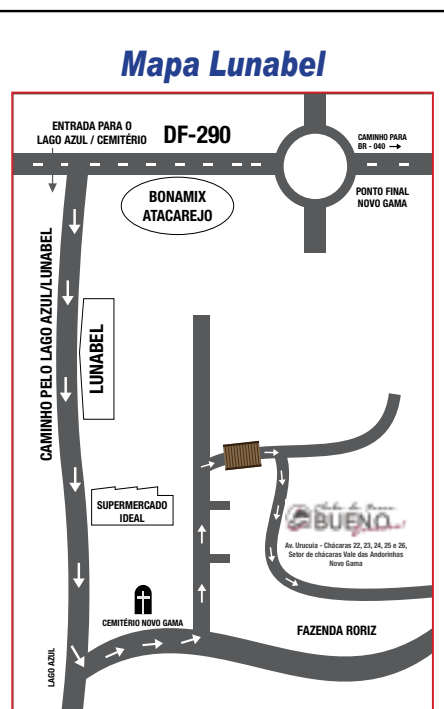 Mapa Lunabel
ENTRADA PARA O
LAGO AZUL / CEMITÉRIO
DF-290
CAMINHO PARA
BR - 040
BONAMIX
ATACAREJO
PONTO FINAL
NOVO GAMA
CAMINHO PELO LAGO AZUL/LUNABEL
LUNABEL
SUPERMERCADO
IDEAL
BUENO
Av. Urucuia - Chácaras 22, 23, 24, 25 e 26,
Setor de chácaras Vale das Andorinhas
Novo Gama
CEMITÉRIO NOVO GAMA
FAZENDA RORIZ
LAGO AZUL